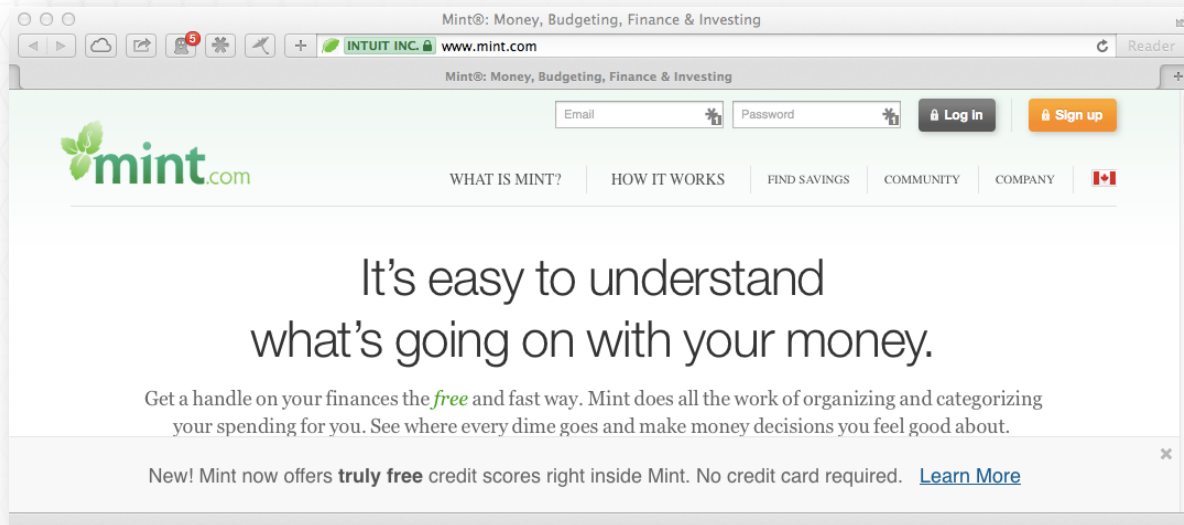 Mint®: Money, Budgeting, Finance & Investing
5
INTUIT INC. www.mint.com
Reader
Mint®: Money, Budgeting, Finance & Investing
Email 1 Password 1 Log In Sign up
mint.com
WHAT IS MINT? HOW IT WORKS FIND SAVINGS COMMUNITY COMPANY
It's easy to understand
what's going on with your money.
Get a handle on your finances the free and fast way. Mint does all the work of organizing and categorizing
your spending for you. See where every dime goes and make money decisions you feel good about.
New! Mint now offers truly free credit scores right inside Mint. No credit card required. Learn More